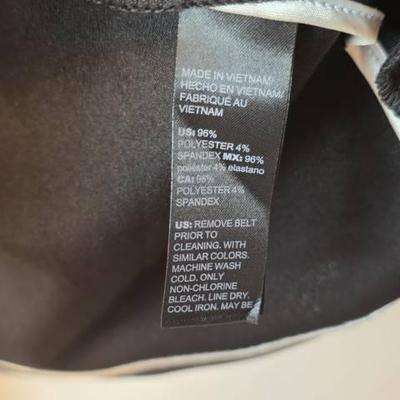 MADE IN VIETNAM/
HECHO EN VIETNAM/
FABRIQUÉ AU
VIETNAM
US: 96%
POLYESTER 4%
SPANDEX MX: 96%
poliéster 4% elastano
CA: 96%
POLYESTER 4%
SPANDEX
US: REMOVE BELT
PRIOR TO
CLEANING. WITH
SIMILAR COLORS.
MACHINE WASH
COLD. ONLY
NON-CHLORINE
BLEACH. LINE DRY.
COOL IRON. MAY BE